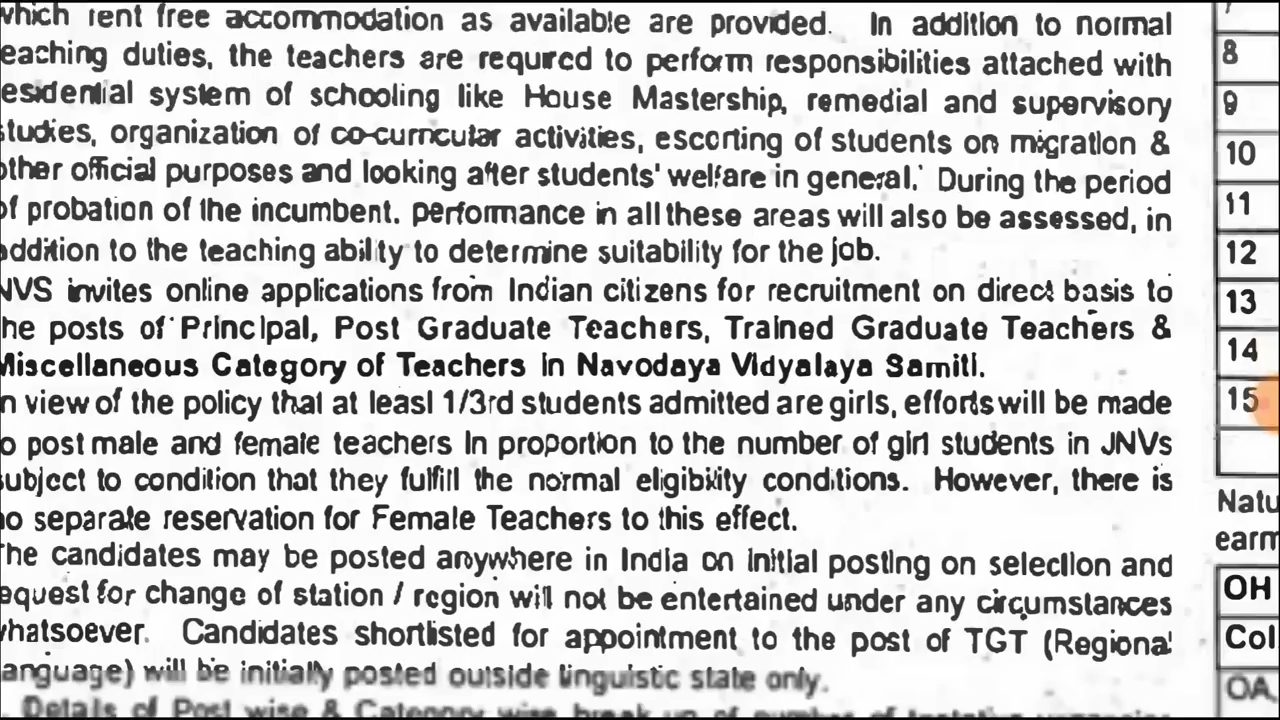 which rent free accommodation as available are provided. In addition to normal
eaching duties, the teachers are required to perform responsibilities attached with
esidential system of schooling like House Mastership, remedial and supervisory
studies, organization of co-curricular activities, escorting of students on migration &
other official purposes and looking after students' welfare in general. During the period
of probation of the incumbent, performance in all these areas will also be assessed, in
addition to the teaching ability to determine suitability for the job.
NVS invites online applications from Indian citizens for recruitment on direct basis to
he posts of Principal, Post Graduate Teachers, Trained Graduate Teachers &
Miscellaneous Category of Teachers in Navodaya Vidyalaya Samiti.
n view of the policy that at least 1/3rd students admitted are girls, efforts will be made
o post male and female teachers in proportion to the number of girl students in JNVs
subject to condition that they fulfill the normal eligibility conditions. However, there is
no separate reservation for Female Teachers to this effect.
The candidates may be posted anywhere in India on initial posting on selection and
equest for change of station / region will not be entertained under any circumstances
whatsoever. Candidates shortlisted for appointment to the post of TGT (Regional
anguage) will be initially posted outside linguistic state only.
Details of Post wise & Category wise break up of number of tentative
8
9
10
11
12
13
14
15
Natu
earm
OH
Col
OA,